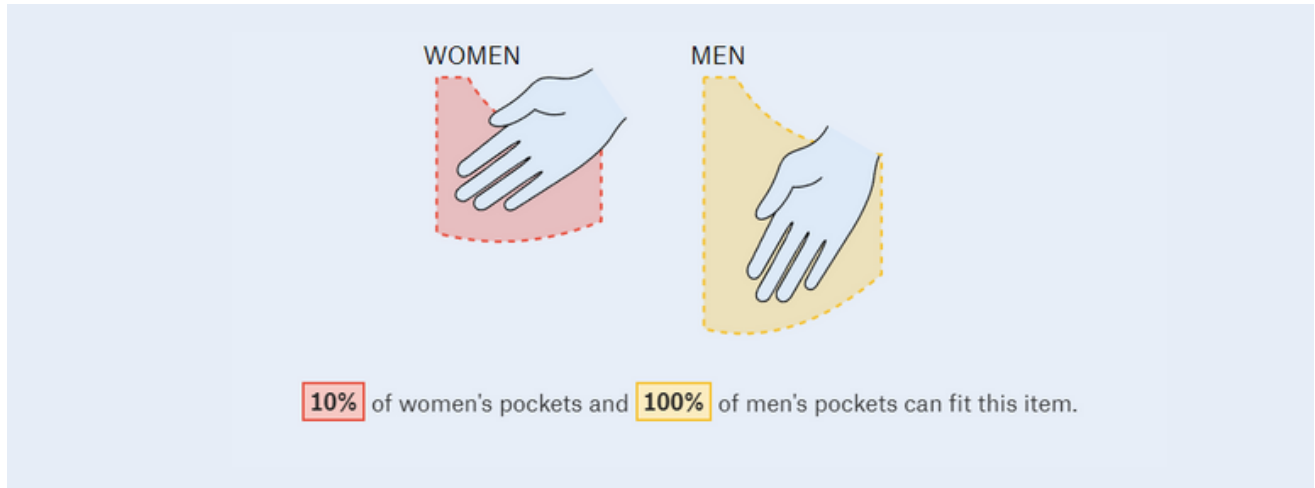 WOMEN
MEN
10% of women’s pockets and 100% of men’s pockets can fit this item.